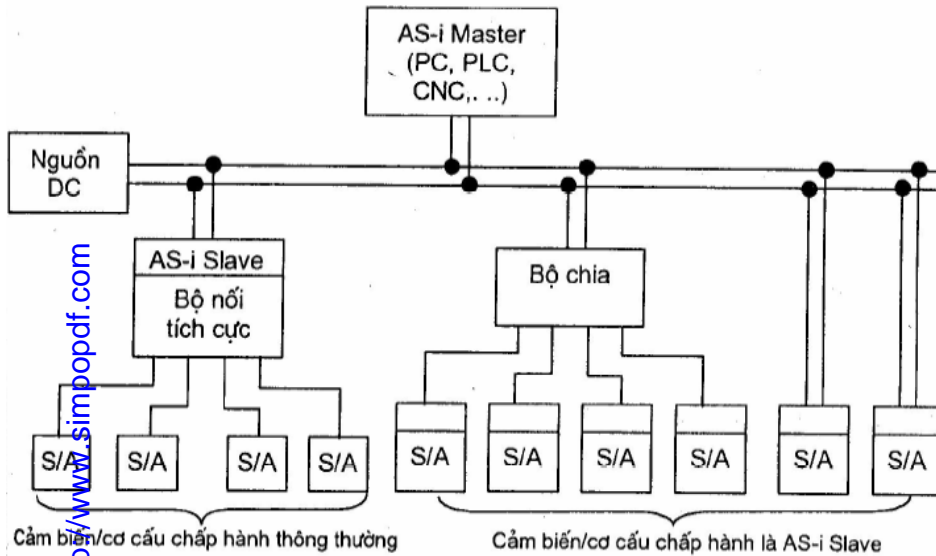 AS-i Master
(PC, PLC,
CNC,. ..)
Nguồn
DC
AS-i Slave
Bộ nối
tích cực
Bộ chia
S/A
S/A
S/A
S/A
S/A
S/A
S/A
S/A
S/A
S/A
Cảm biến/cơ cấu chấp hành thông thường
Cảm biến/cơ cấu chấp hành là AS-i Slave
p://www.simpopdf.com